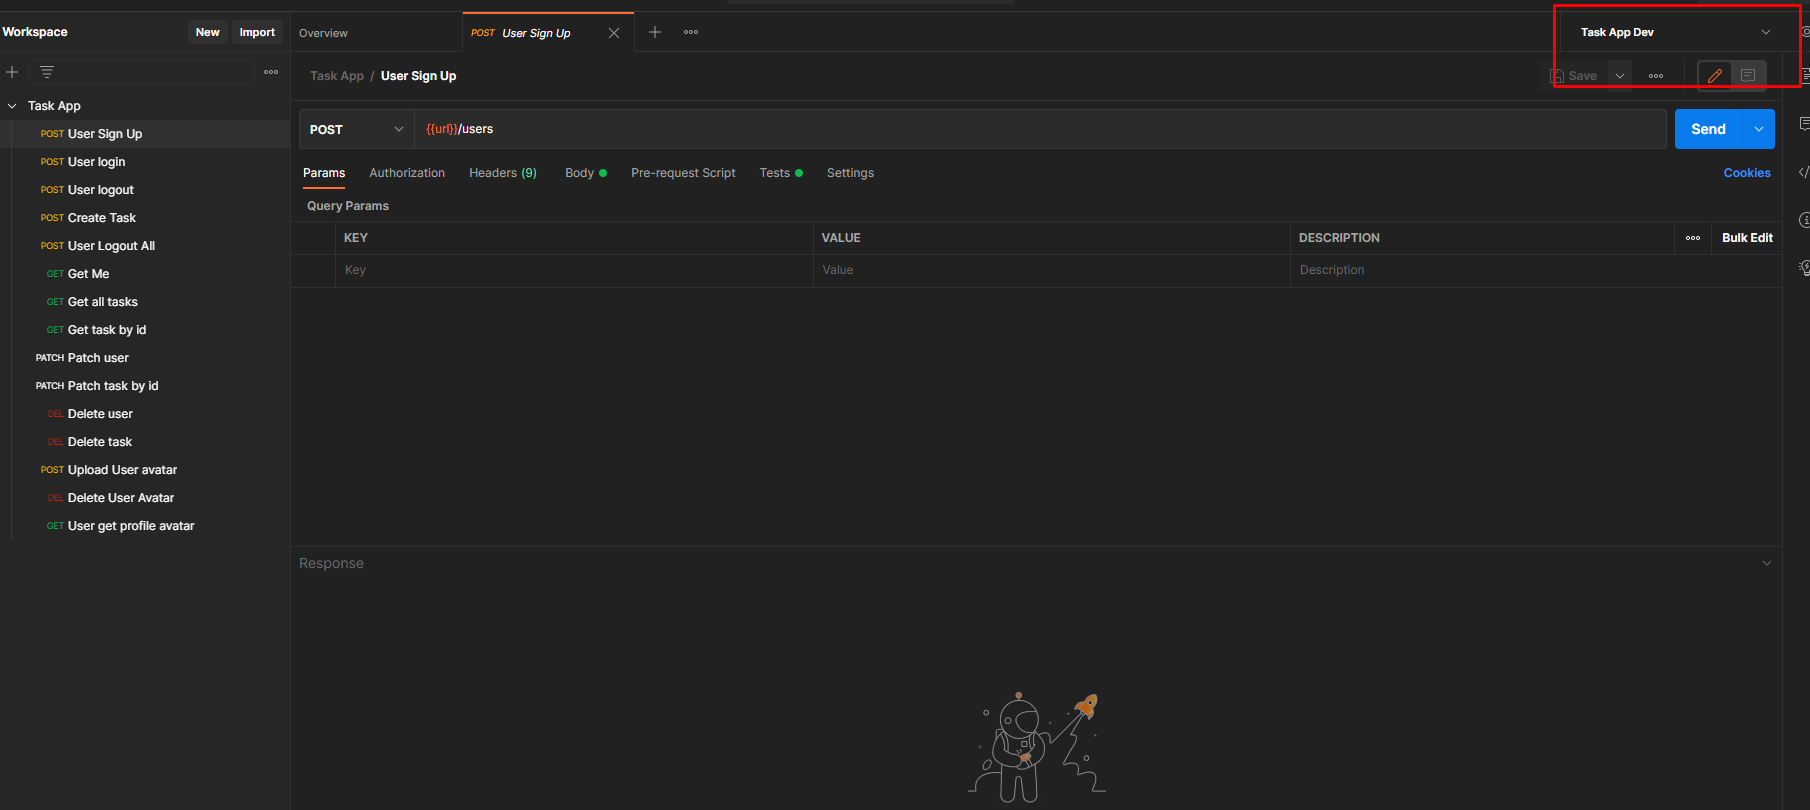 Workspace
New
Import
Overview
POST User Sign Up
Task App Dev
Task App / User Sign Up
Save
Task App
POST User Sign Up
POST User login
POST User logout
POST Create Task
POST User Logout All
GET Get Me
GET Get all tasks
GET Get task by id
PATCH Patch user
PATCH Patch task by id
DEL Delete user
DEL Delete task
POST Upload User avatar
DEL Delete User Avatar
GET User get profile avatar
POST
{{url}}/users
Send
Params
Authorization
Headers (9)
Body
Pre-request Script
Tests
Settings
Cookies
Query Params
KEY
VALUE
DESCRIPTION
Bulk Edit
Key
Value
Description
Response